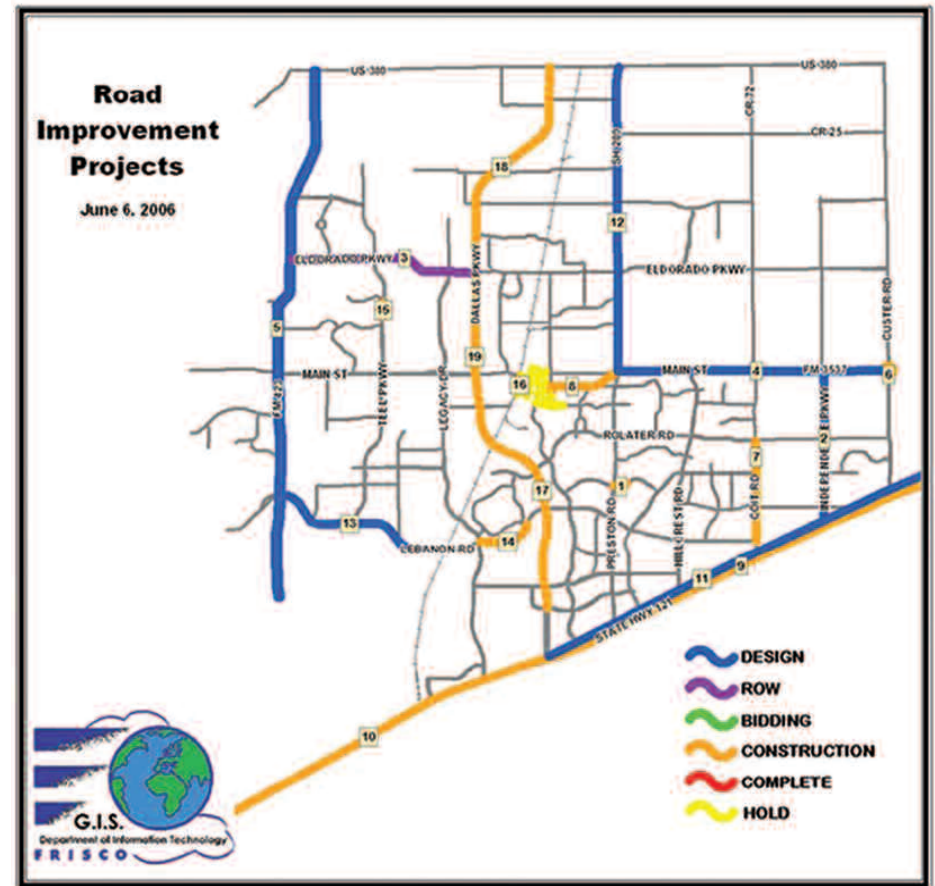 Road
Improvement
Projects
June 6, 2006
US-380
US-380
CR-72
CR-25
SH-289
18
12
ELDORADO PKWY
3
ELDORADO PKWY
DALLAS PKWY
CUSTER RD
15
5
19
MAIN ST
16
8
MAIN ST
4
FM-3537
6
FM-423
TEEL PKWY
LEGACY DR
ROLATER RD
2
7
INDEPENDE PKWY
17
1
COIT RD
PRESTON RD
HILLCREST RD
13
LEBANON RD
14
9
11
STATE HWY 121
10
DESIGN
ROW
BIDDING
CONSTRUCTION
COMPLETE
HOLD
G.I.S.
Department of Information Technology
FRISCO